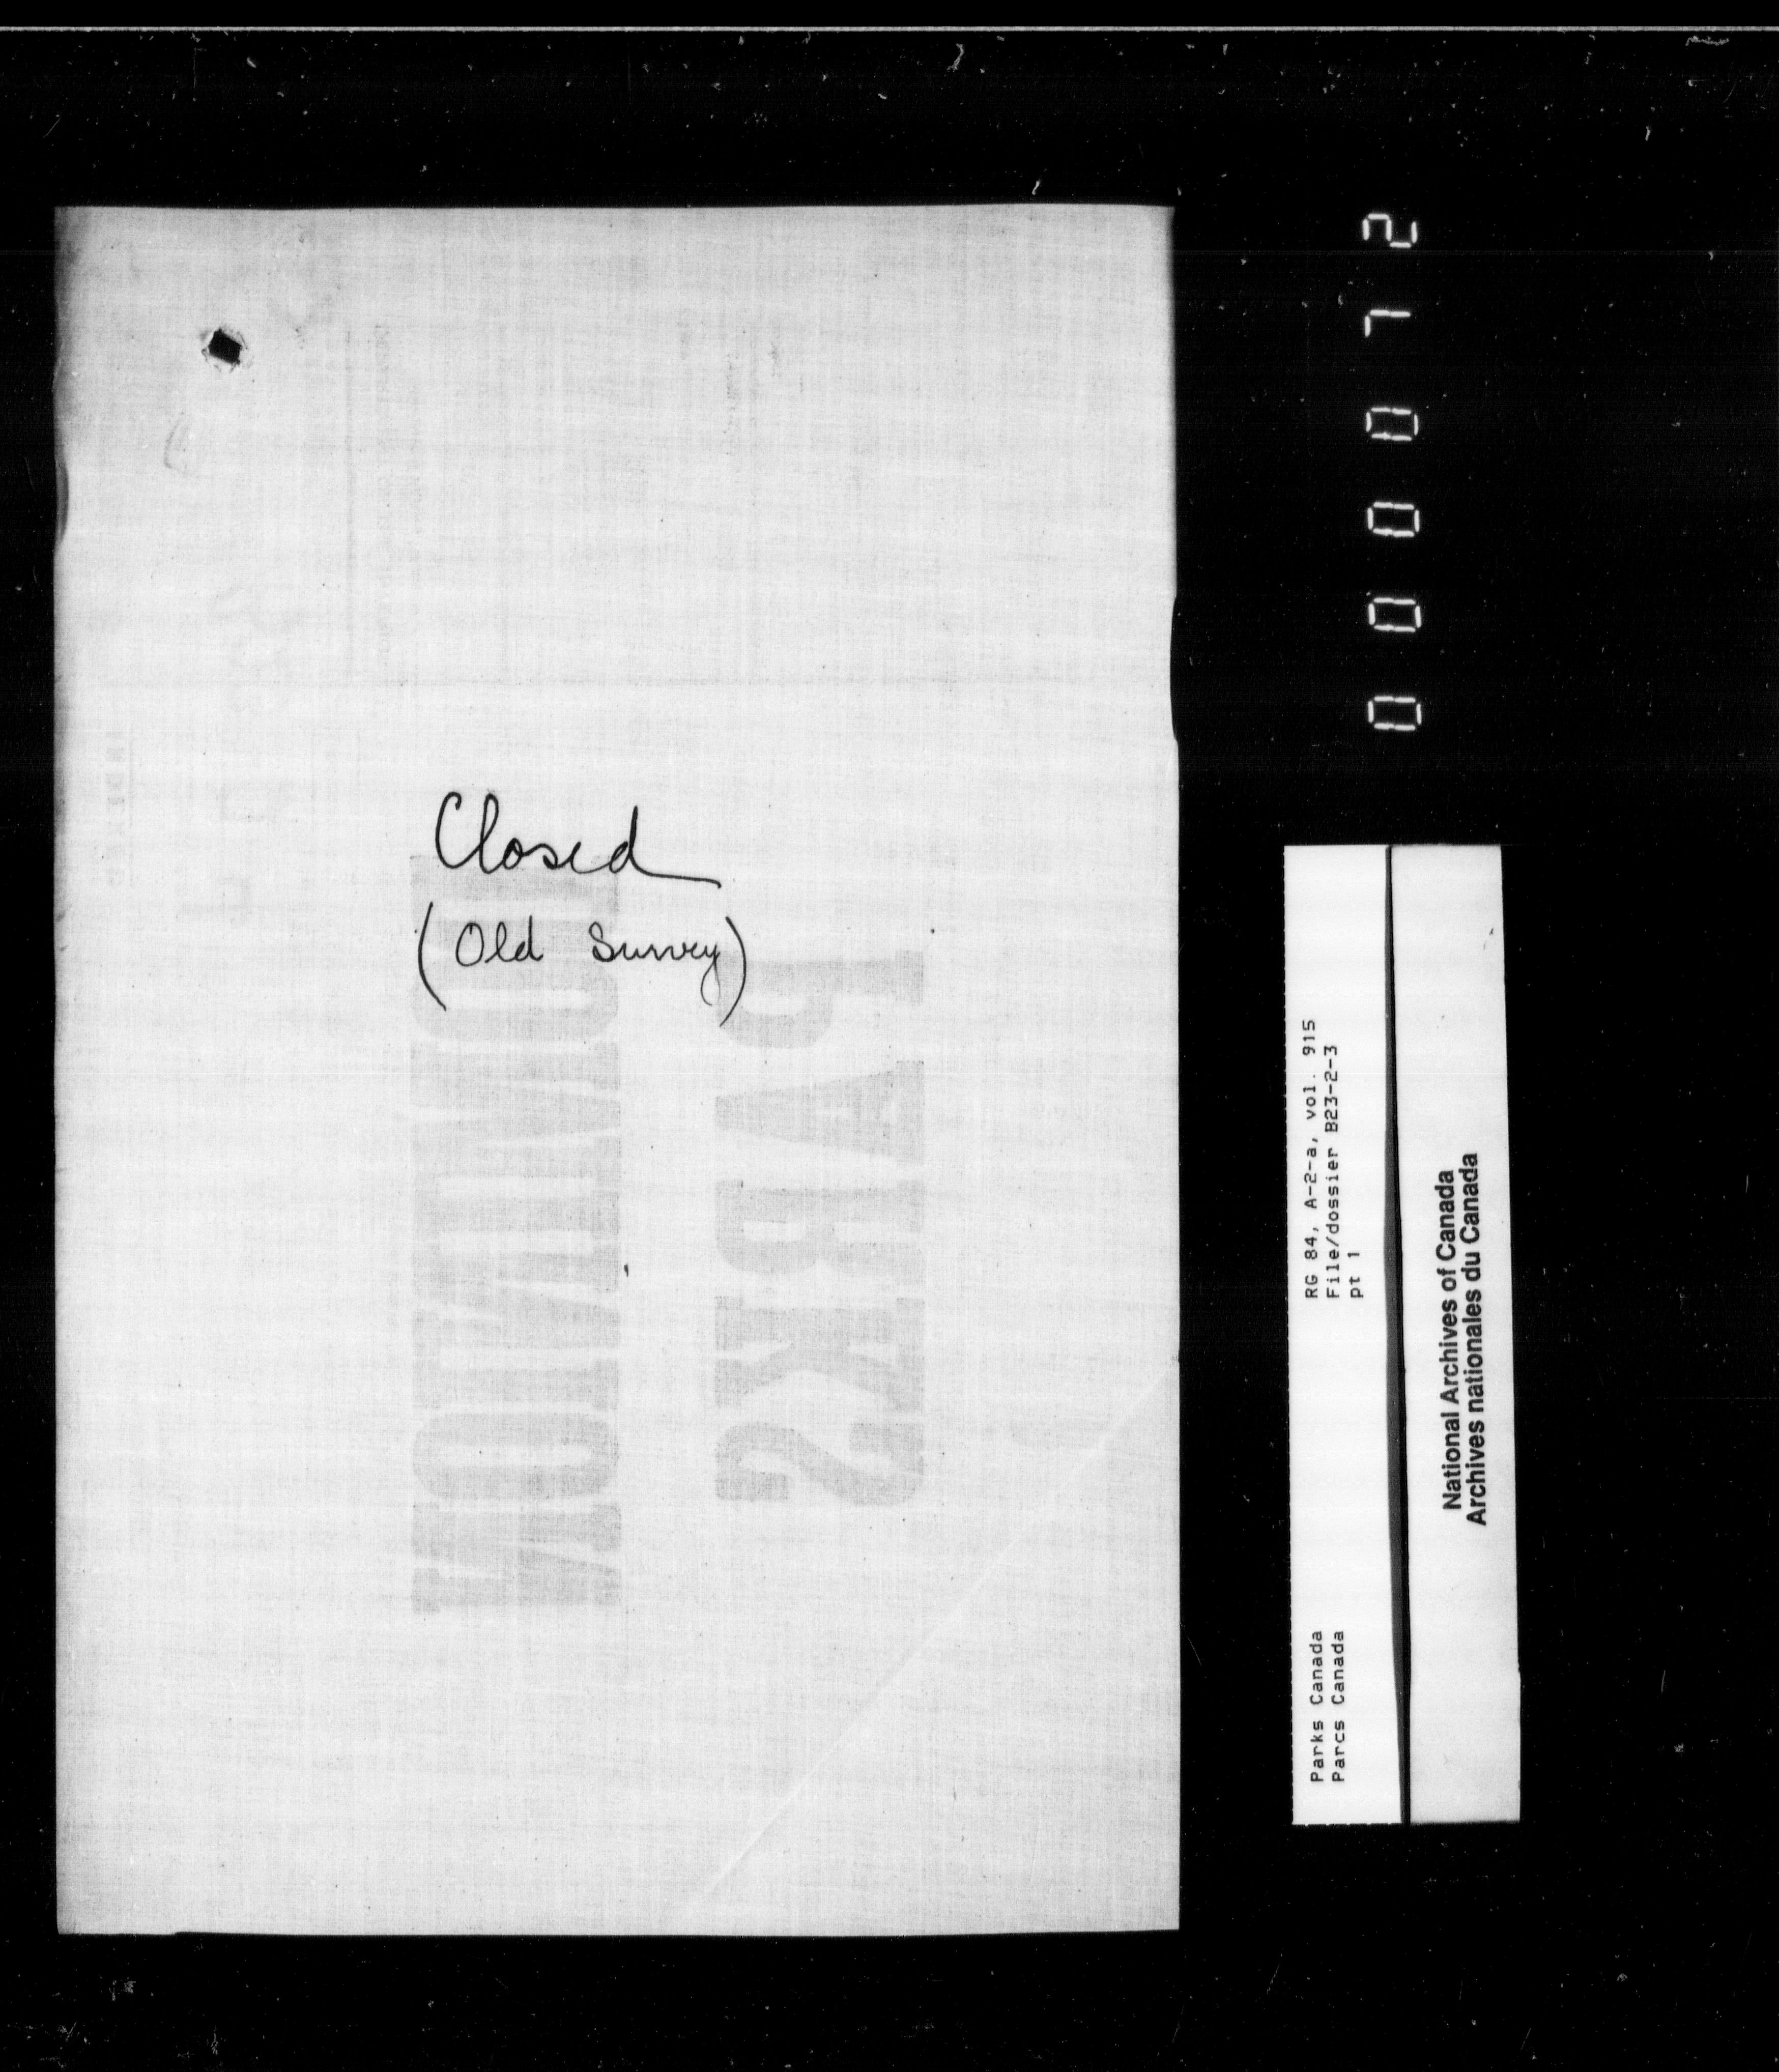 Closed
(Old Survey)
000072
RG 84, A-2-a, vol. 915
File/dossier B23-2-3
pt 1
Parks Canada
Parcs Canada
National Archives of Canada
Archives nationales du Canada